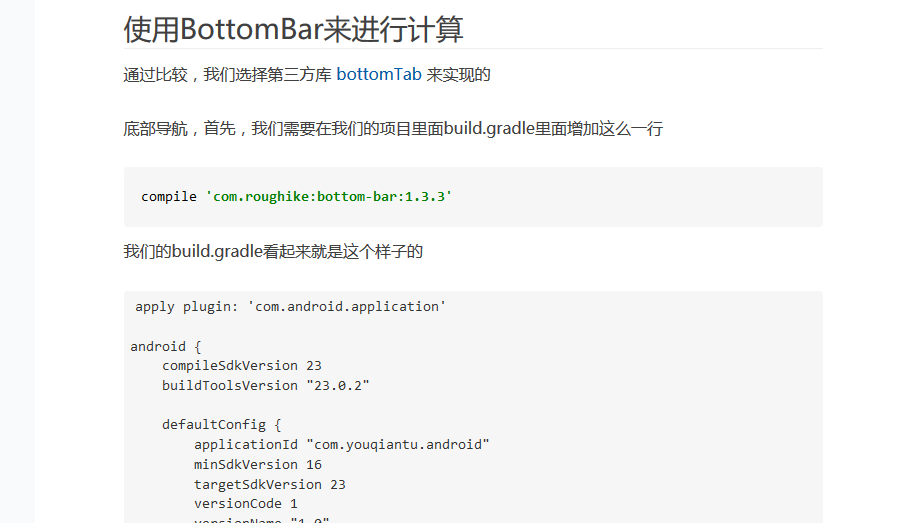 使用BottomBar来进行计算
通过比较，我们选择第三方库 bottomTab 来实现的
底部导航，首先，我们需要在我们的项目里面build.gradle里面增加这么一行
compile 'com.roughike:bottom-bar:1.3.3'
我们的build.gradle看起来就是这个样子的
apply plugin: 'com.android.application'
android {
compileSdkVersion 23
buildToolsVersion "23.0.2"
defaultConfig {
applicationId "com.youqiantu.android"
minSdkVersion 16
targetSdkVersion 23
versionCode 1
versionName "1.0"